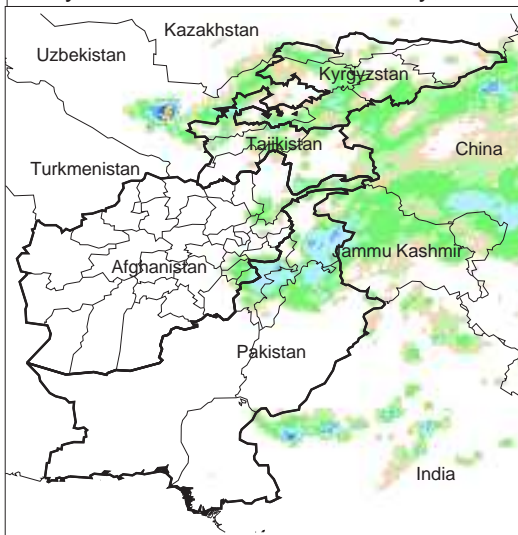 Kazakhstan
Uzbekistan
Kyrgyzstan
Tajikistan
China
Turkmenistan
Jammu Kashmir
Afghanistan
Pakistan
India